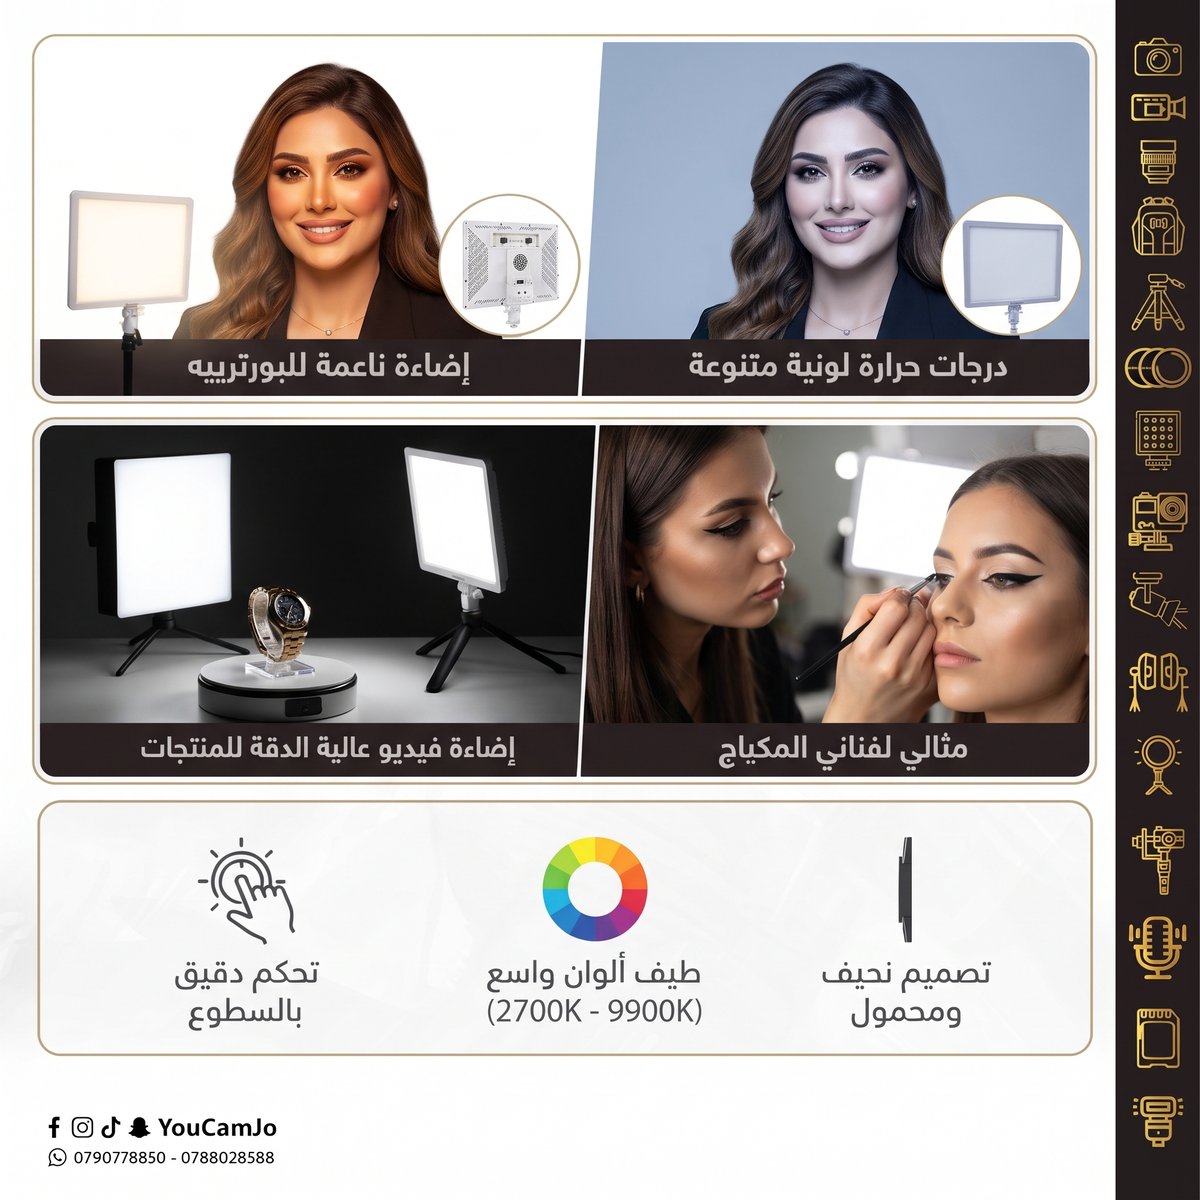 درجات حرارة لونية متنوعة
إضاءة ناعمة للبورترييه
مثالي لفناني المكياج
إضاءة فيديو عالية الدقة للمنتجات
تصميم نحيف
ومحمول
طيف ألوان واسع
(2700K - 9900K)
تحكم دقيق
بالسطوع
YouCamJo
0790778850 - 0788028588